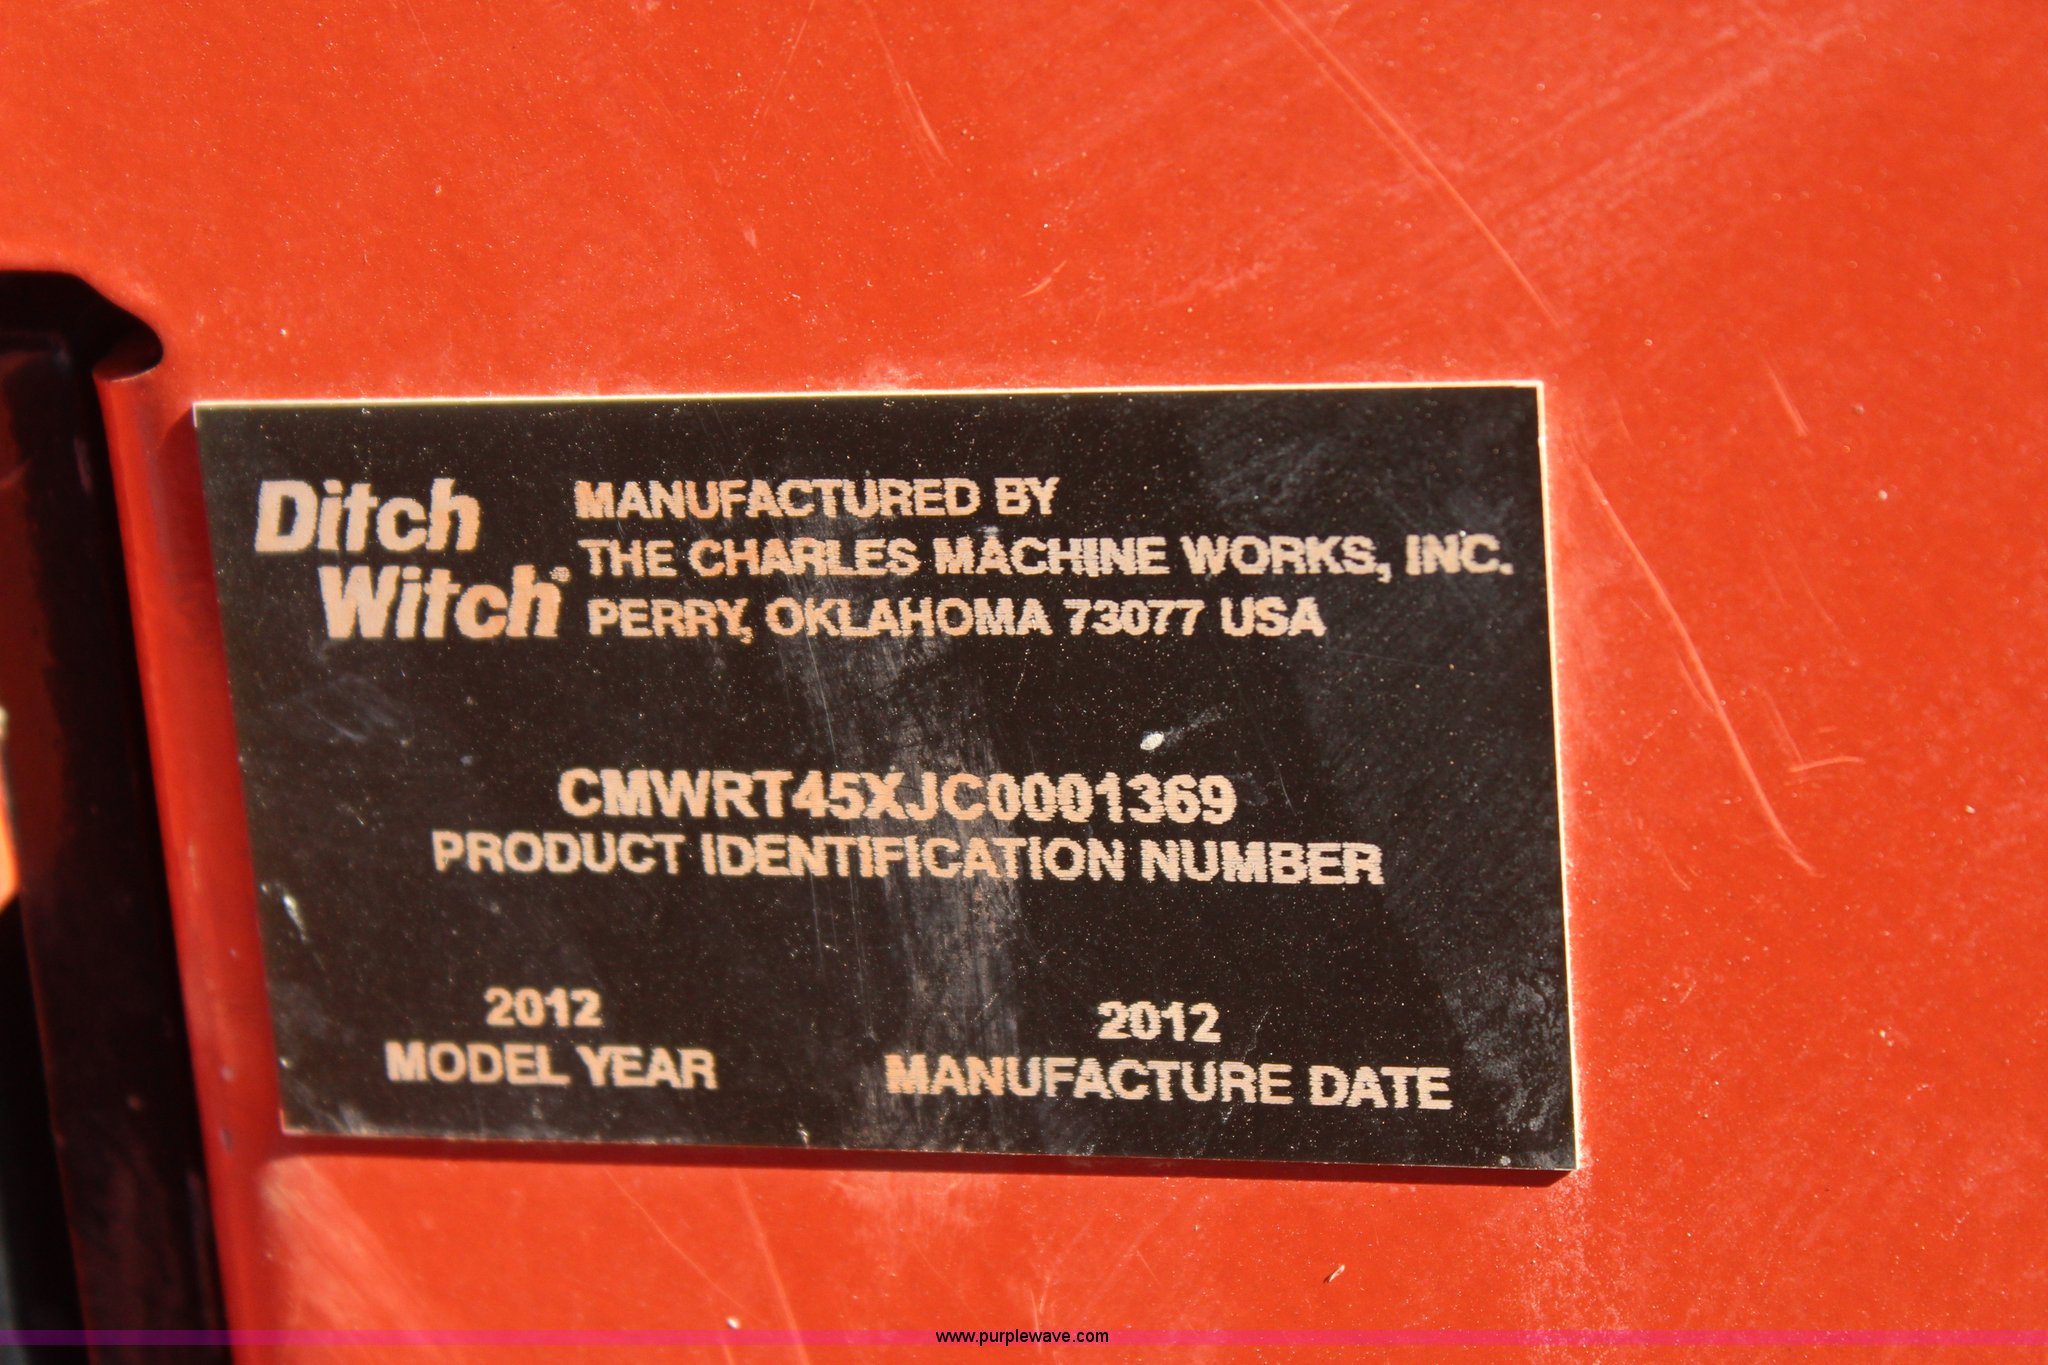 Ditch
Witch®
MANUFACTURED BY
THE CHARLES MACHINE WORKS, INC.
PERRY, OKLAHOMA 73077 USA
CMWRT45XJC0001369
PRODUCT IDENTIFICATION NUMBER
2012
MODEL YEAR
2012
MANUFACTURE DATE
www.purplewave.com